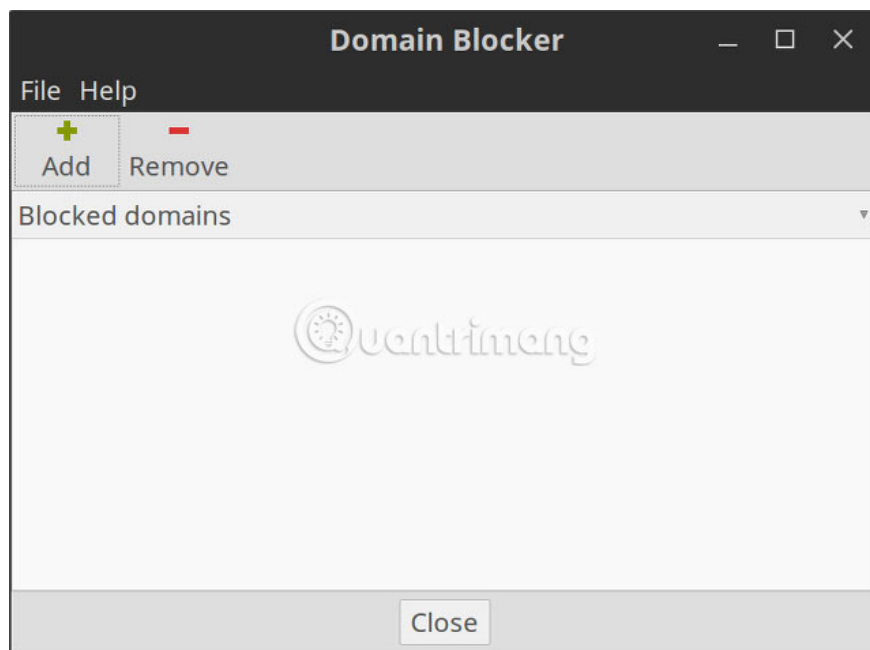 Domain Blocker
File Help
Add Remove
Blocked domains
Quantrimang
Close